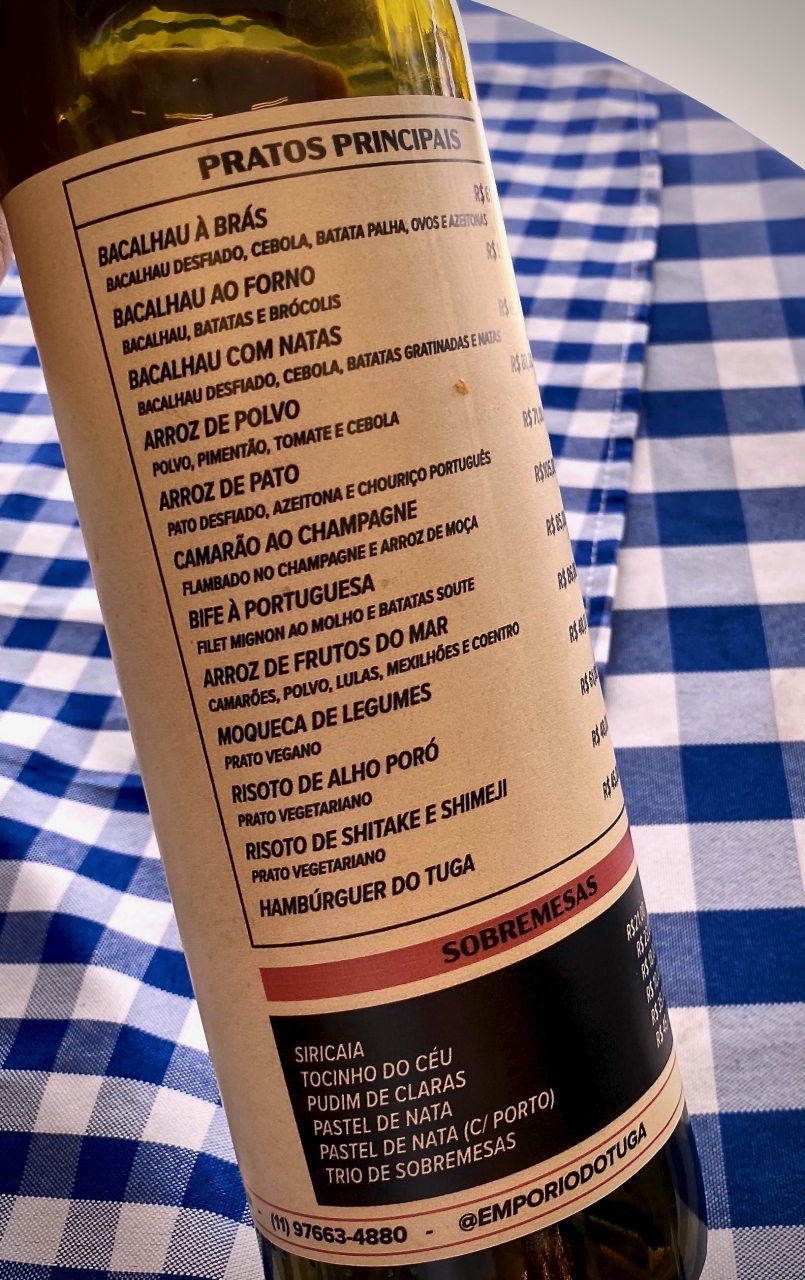 PRATOS PRINCIPAIS
BACALHAU À BRÁS R$
BACALHAU DESFIADO, CEBOLA, BATATA PALHA, OVOS E AZEITONAS
BACALHAU AO FORNO R$
BACALHAU, BATATAS E BRÓCOLIS
BACALHAU COM NATAS R$
BACALHAU DESFIADO, CEBOLA, BATATAS GRATINADAS E NATAS
ARROZ DE POLVO R$
POLVO, PIMENTÃO, TOMATE E CEBOLA
ARROZ DE PATO R$
PATO DESFIADO, AZEITONA E CHOURIÇO PORTUGUÊS
CAMARÃO AO CHAMPAGNE R$
FLAMBADO NO CHAMPAGNE E ARROZ DE MOÇA
BIFE À PORTUGUESA R$
FILET MIGNON AO MOLHO E BATATAS SOUTE
ARROZ DE FRUTOS DO MAR R$
CAMARÕES, POLVO, LULAS, MEXILHÕES E COENTRO
MOQUECA DE LEGUMES R$
PRATO VEGANO
RISOTO DE ALHO PORÓ R$
PRATO VEGETARIANO
RISOTO DE SHITAKE E SHIMEJI R$
PRATO VEGETARIANO
HAMBÚRGUER DO TUGA R$
SOBREMESAS
SIRICAIA R$
TOCINHO DO CÉU R$
PUDIM DE CLARAS R$
PASTEL DE NATA R$
PASTEL DE NATA (C/ PORTO) R$
TRIO DE SOBREMESAS R$
- (11) 97663-4880 - @EMPORIODOTUGA